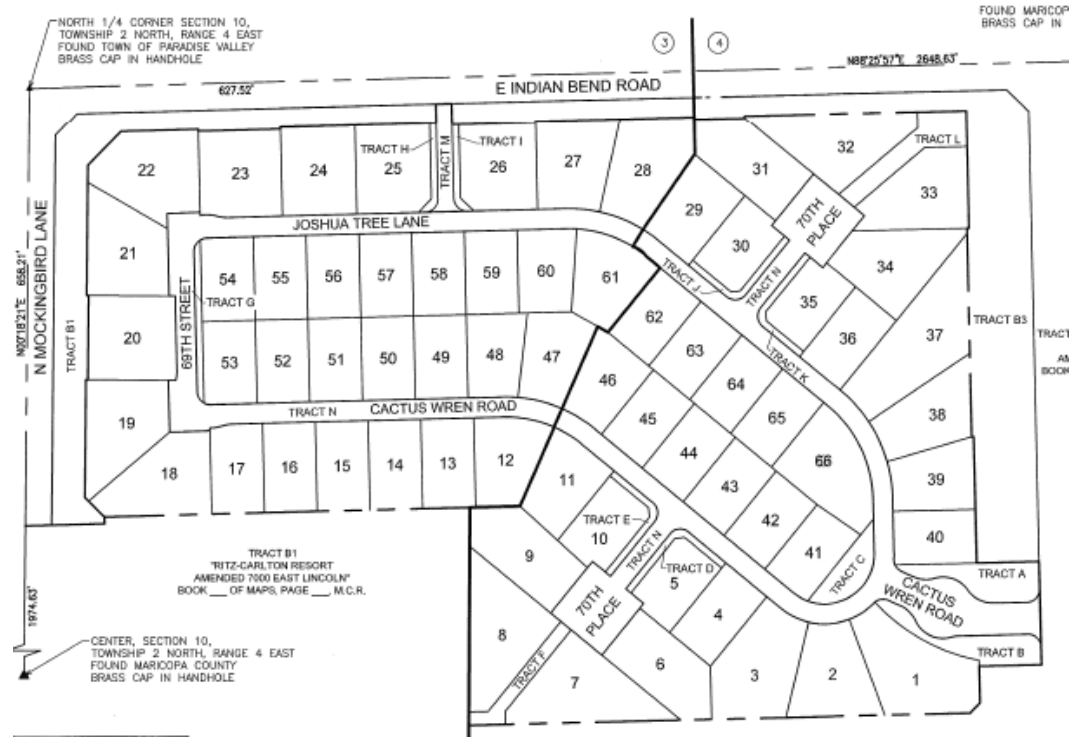 NORTH 1/4 CORNER SECTION 10,
TOWNSHIP 2 NORTH, RANGE 4 EAST
FOUND TOWN OF PARADISE VALLEY
BRASS CAP IN HANDHOLE
FOUND MARICOP
BRASS CAP IN
3
4
N88°25'57"E 2648.63'
627.52'
E INDIAN BEND ROAD
22
23
24
TRACT H
25
TRACT M
TRACT I
26
27
28
31
32
TRACT L
33
29
30
70TH
PLACE
JOSHUA TREE LANE
N MOCKINGBIRD LANE
N00°18'21"E 658.21'
TRACT B1
21
20
19
18
69TH STREET
TRACT G
54
55
56
57
58
59
60
61
TRACT J
TRACT N
34
35
36
37
TRACT B3
TRACT
BOOK
53
52
51
50
49
48
47
62
63
64
65
66
TRACT K
46
45
44
43
42
41
38
39
40
TRACT N
CACTUS WREN ROAD
17
16
15
14
13
12
11
TRACT E
10
9
TRACT N
TRACT D
5
4
TRACT C
CACTUS
WREN ROAD
TRACT A
TRACT B
70TH
PLACE
8
TRACT F
7
6
3
2
1
TRACT B1
"RITZ-CARLTON RESORT
AMENDED 7000 EAST LINCOLN"
BOOK ___ OF MAPS, PAGE ___, M.C.R.
1974.63'
CENTER, SECTION 10,
TOWNSHIP 2 NORTH, RANGE 4 EAST
FOUND MARICOPA COUNTY
BRASS CAP IN HANDHOLE